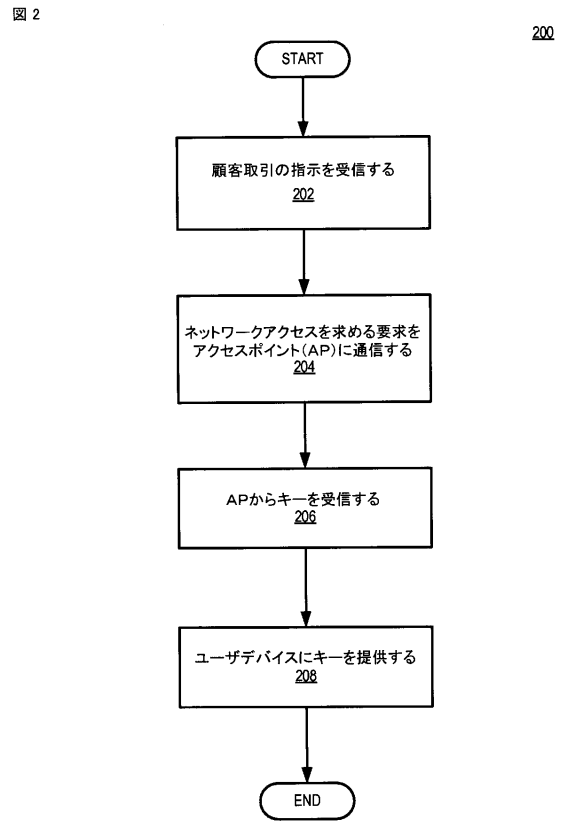 図 2
200
START
顧客取引の指示を受信する
202
ネットワークアクセスを求める要求を
アクセスポイント(AP)に通信する
204
APからキーを受信する
206
ユーザデバイスにキーを提供する
208
END